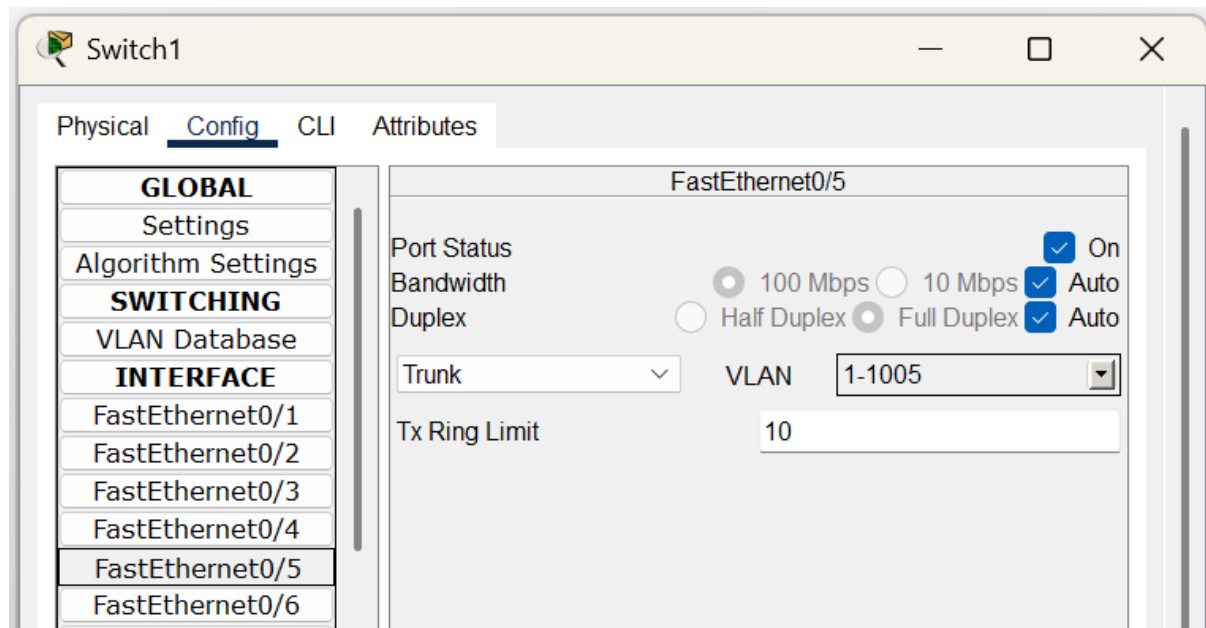 Switch1
Physical Config CLI Attributes
GLOBAL
Settings
Algorithm Settings
SWITCHING
VLAN Database
INTERFACE
FastEthernet0/1
FastEthernet0/2
FastEthernet0/3
FastEthernet0/4
FastEthernet0/5
FastEthernet0/6
FastEthernet0/5
Port Status On
Bandwidth 100 Mbps 10 Mbps Auto
Duplex Half Duplex Full Duplex Auto
Trunk VLAN 1-1005
Tx Ring Limit 10